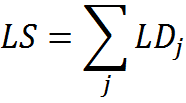 LS = ∑_j LD_j